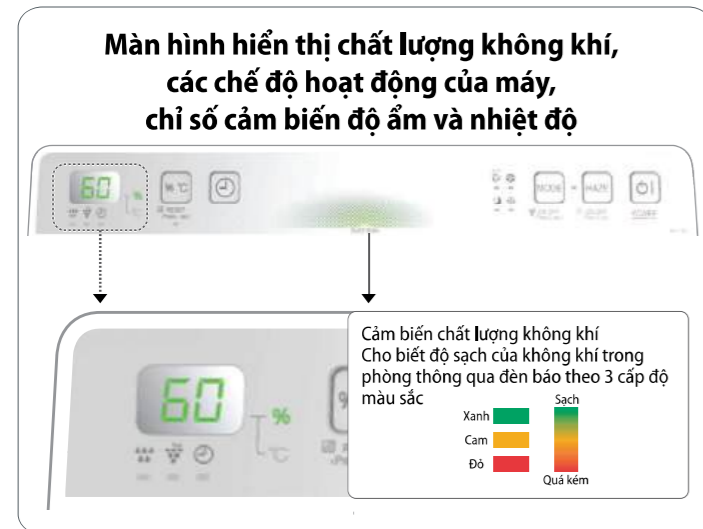 Màn hình hiển thị chất lượng không khí,
các chế độ hoạt động của máy,
chỉ số cảm biến độ ẩm và nhiệt độ
60
%
% °C
MODE
HAZE
60
%
°C
Cảm biến chất lượng không khí
Cho biết độ sạch của không khí trong
phòng thông qua đèn báo theo 3 cấp độ
màu sắc
Sạch
Xanh
Cam
Đỏ
Quá kém